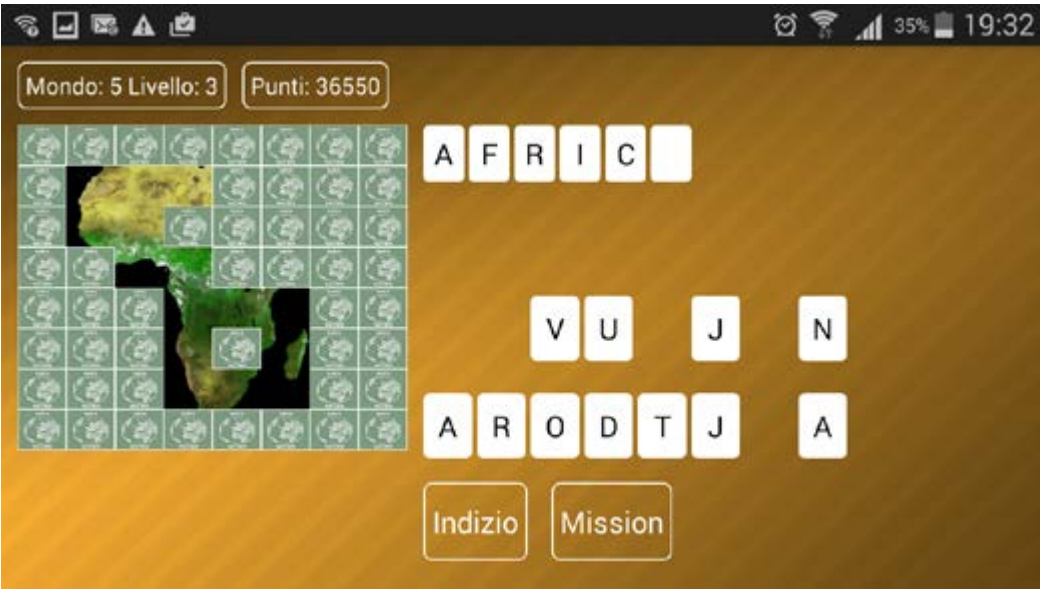 35% 19:32
Mondo: 5 Livello: 3 Punti: 36550
A F R I C
V U J N
A R O D T J A
Indizio Mission